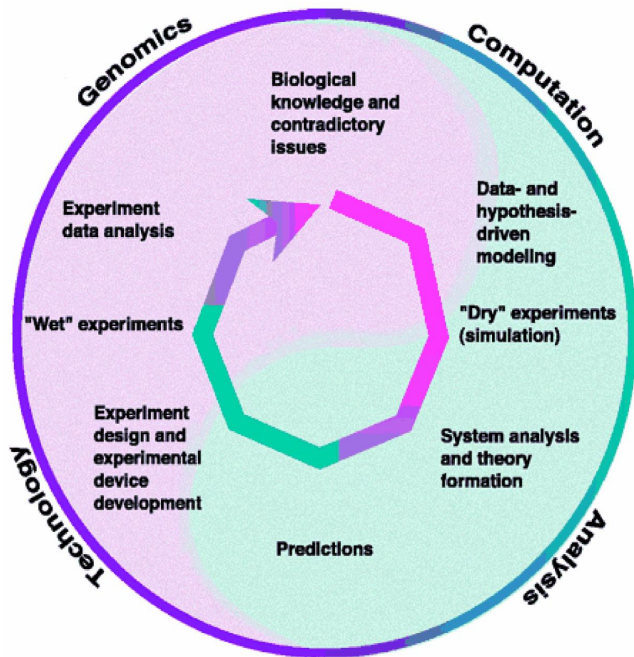 Genomics
Computation
Biological
knowledge and
contradictory
issues
Data- and
hypothesis-
driven
modeling
"Dry" experiments
(simulation)
System analysis
and theory
formation
Predictions
Experiment
design and
experimental
device
development
"Wet" experiments
Experiment
data analysis
Technology
Analysis